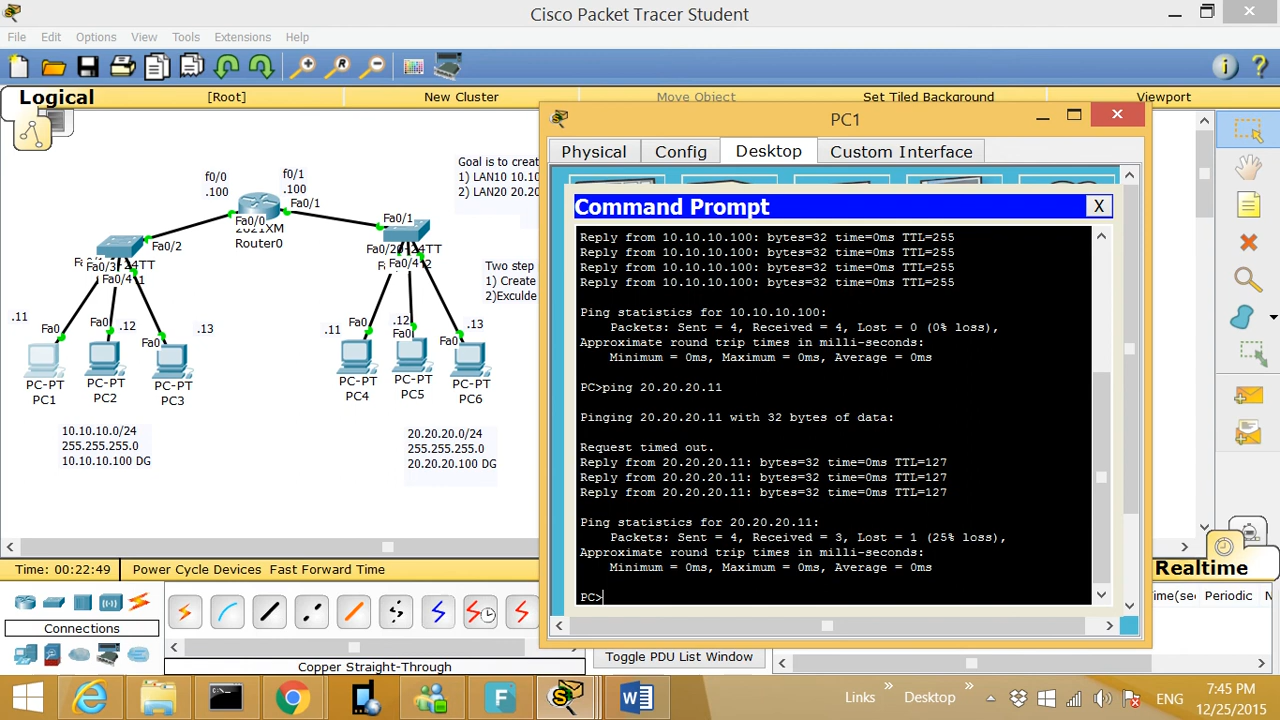 Cisco Packet Tracer Student
File Edit Options View Tools Extensions Help
Logical [Root] New Cluster Move Object Set Tiled Background Viewport
f0/0
.100
f0/1
.100
Fa0/0
Fa0/1
Router0
Fa0/2
Fa0/1
Fa0/3
Fa0/4
Fa0/4
.11
.12
.13
Fa0
Fa0
Fa0
PC-PT
PC1
PC-PT
PC2
PC-PT
PC3
10.10.10.0/24
255.255.255.0
10.10.10.100 DG
.11
.12
.13
Fa0
Fa0
Fa0
PC-PT
PC4
PC-PT
PC5
PC-PT
PC6
20.20.20.0/24
255.255.255.0
20.20.20.100 DG
Goal is to create
1) LAN10 10.10
2) LAN20 20.20
Two step
1) Create
2)Exculde
PC1
Physical Config Desktop Custom Interface
Command Prompt X
Reply from 10.10.10.100: bytes=32 time=0ms TTL=255
Reply from 10.10.10.100: bytes=32 time=0ms TTL=255
Reply from 10.10.10.100: bytes=32 time=0ms TTL=255
Reply from 10.10.10.100: bytes=32 time=0ms TTL=255
Ping statistics for 10.10.10.100:
Packets: Sent = 4, Received = 4, Lost = 0 (0% loss),
Approximate round trip times in milli-seconds:
Minimum = 0ms, Maximum = 0ms, Average = 0ms
PC>ping 20.20.20.11
Pinging 20.20.20.11 with 32 bytes of data:
Request timed out.
Reply from 20.20.20.11: bytes=32 time=0ms TTL=127
Reply from 20.20.20.11: bytes=32 time=0ms TTL=127
Reply from 20.20.20.11: bytes=32 time=0ms TTL=127
Ping statistics for 20.20.20.11:
Packets: Sent = 4, Received = 3, Lost = 1 (25% loss),
Approximate round trip times in milli-seconds:
Minimum = 0ms, Maximum = 0ms, Average = 0ms
PC>
Time: 00:22:49 Power Cycle Devices Fast Forward Time
Realtime
Connections
Copper Straight-Through
Toggle PDU List Window
Periodic
Links Desktop ENG
7:45 PM
12/25/2015